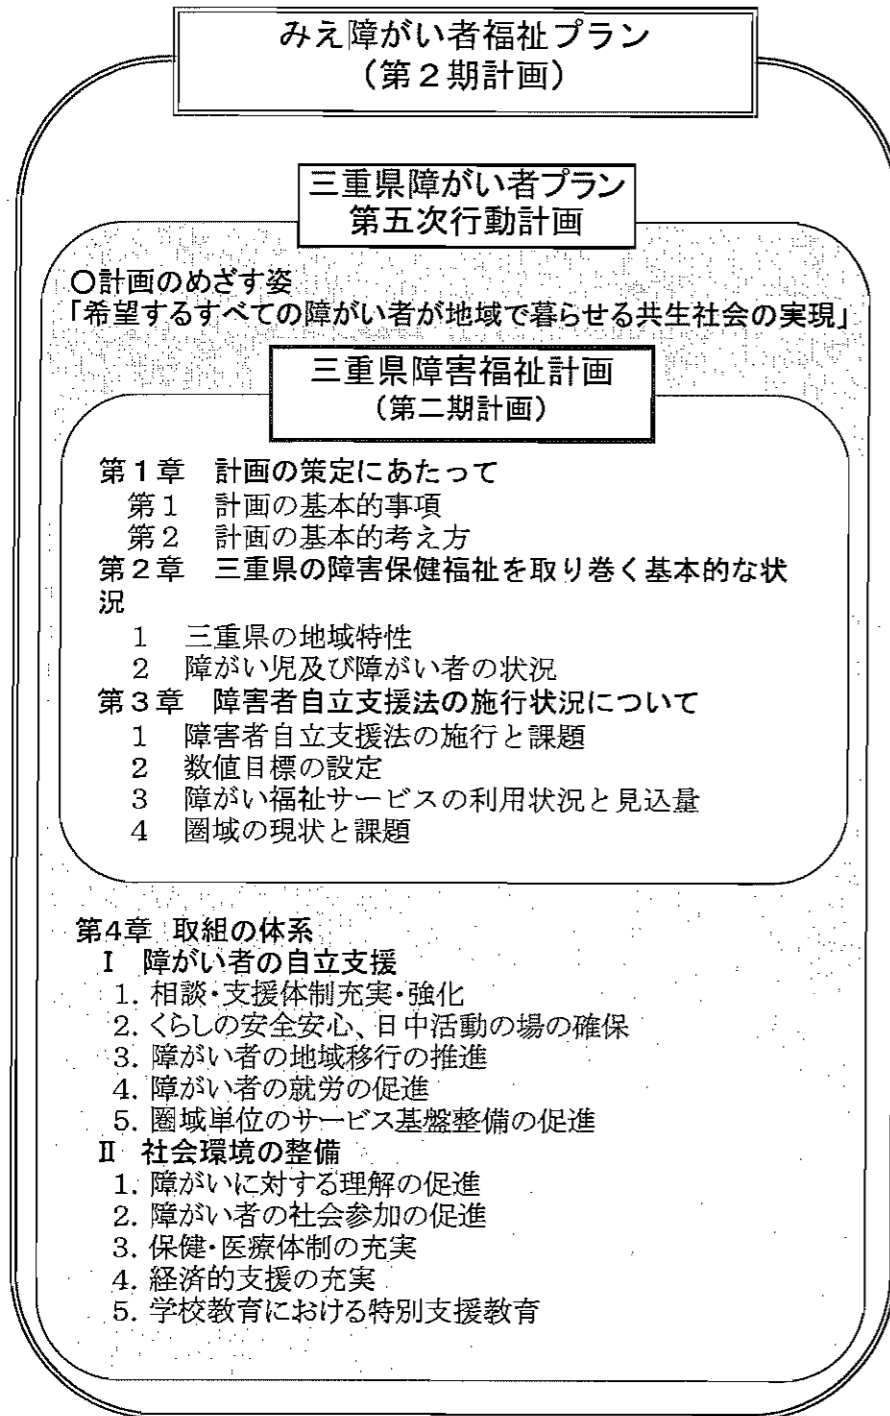 みえ障がい者福祉プラン
（第２期計画）
三重県障がい者プラン
第五次行動計画
○計画のめざす姿
「希望するすべての障がい者が地域で暮らせる共生社会の実現」
三重県障害福祉計画
（第二期計画）
第１章　計画の策定にあたって
第１　計画の基本的事項
第２　計画の基本的考え方
第２章　三重県の障害保健福祉を取り巻く基本的な状
況
１　三重県の地域特性
２　障がい児及び障がい者の状況
第３章　障害者自立支援法の施行状況について
１　障害者自立支援法の施行と課題
２　数値目標の設定
３　障がい福祉サービスの利用状況と見込量
４　圏域の現状と課題
第4章 取組の体系
Ⅰ　障がい者の自立支援
1. 相談・支援体制充実・強化
2. くらしの安全安心、日中活動の場の確保
3. 障がい者の地域移行の推進
4. 障がい者の就労の促進
5. 圏域単位のサービス基盤整備の促進
Ⅱ　社会環境の整備
1. 障がいに対する理解の促進
2. 障がい者の社会参加の促進
3. 保健・医療体制の充実
4. 経済的支援の充実
5. 学校教育における特別支援教育